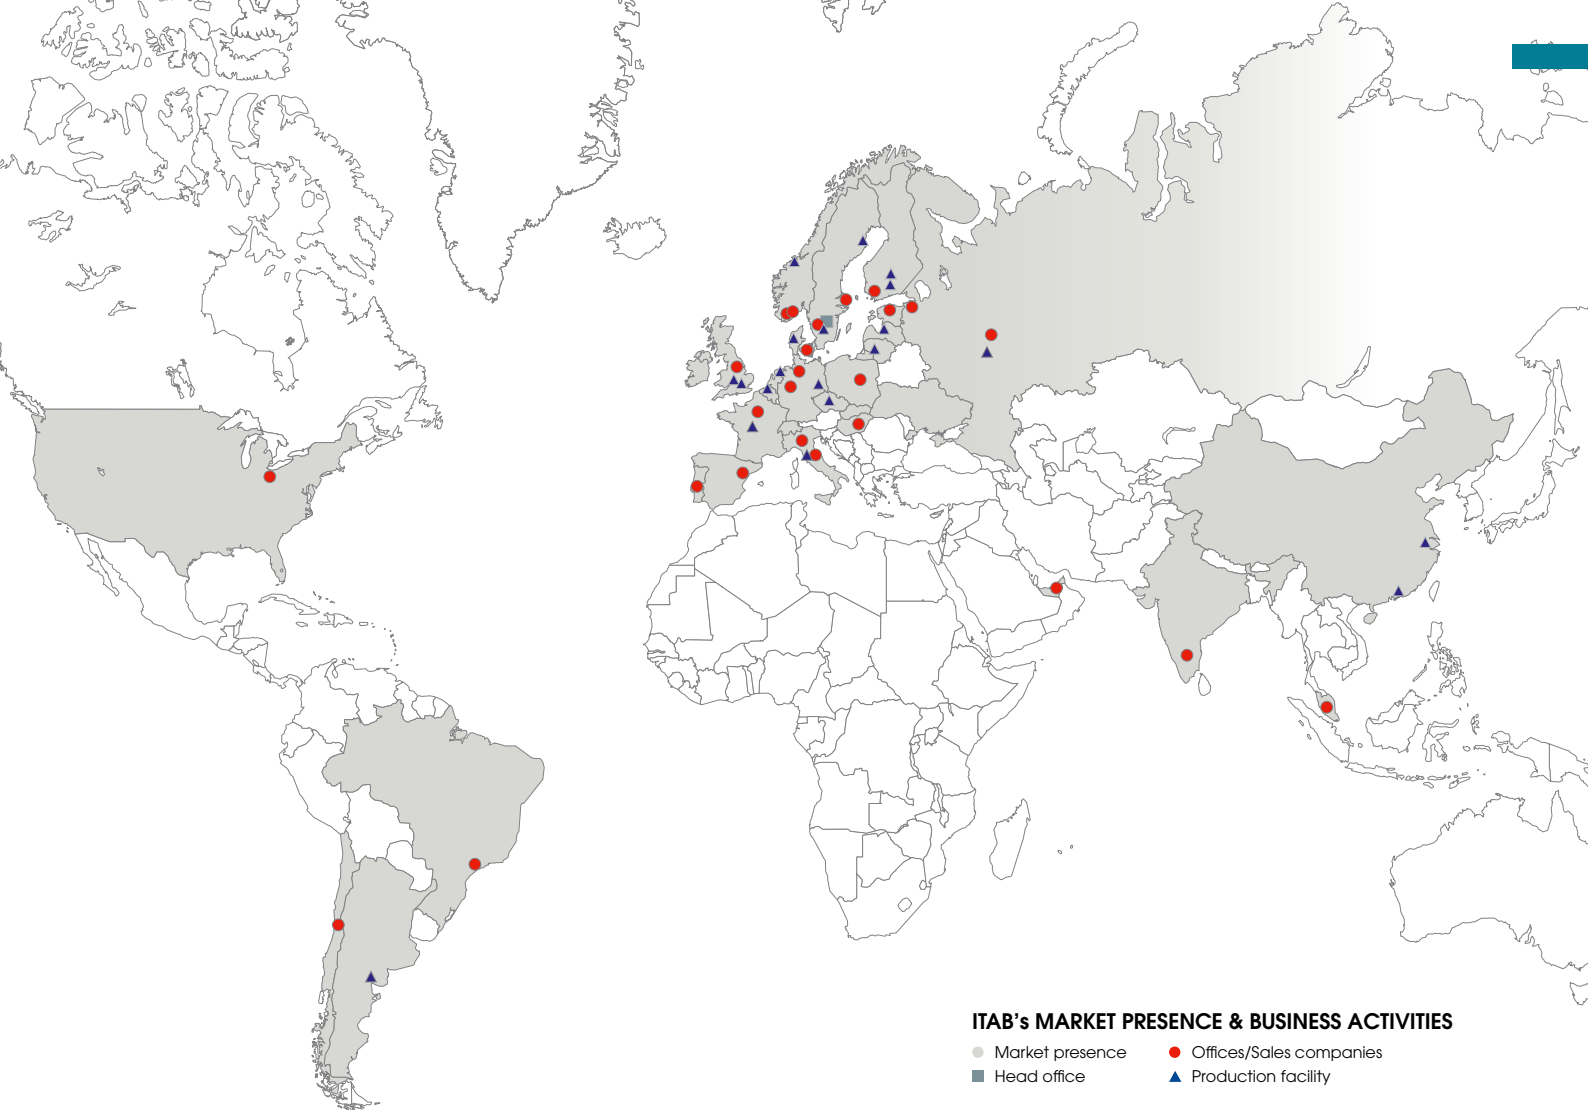 ITAB's MARKET PRESENCE & BUSINESS ACTIVITIES
Market presence
Offices/Sales companies
Head office
Production facility